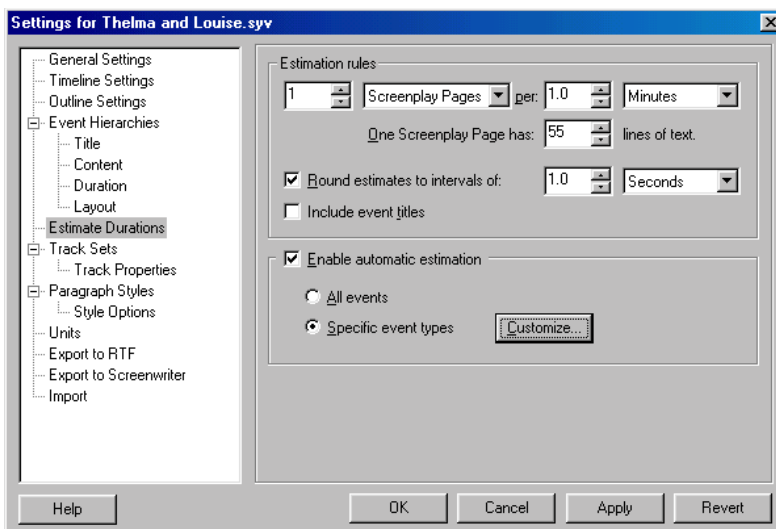 Settings for Thelma and Louise.syv
General Settings
Timeline Settings
Outline Settings
Event Hierarchies
Title
Content
Duration
Layout
Estimate Durations
Track Sets
Track Properties
Paragraph Styles
Style Options
Units
Export to RTF
Export to Screenwriter
Import
Estimation rules
1 Screenplay Pages per: 1.0 Minutes
One Screenplay Page has: 55 lines of text.
Round estimates to intervals of: 1.0 Seconds
Include event titles
Enable automatic estimation
All events
Specific event types Customize...
Help OK Cancel Apply Revert